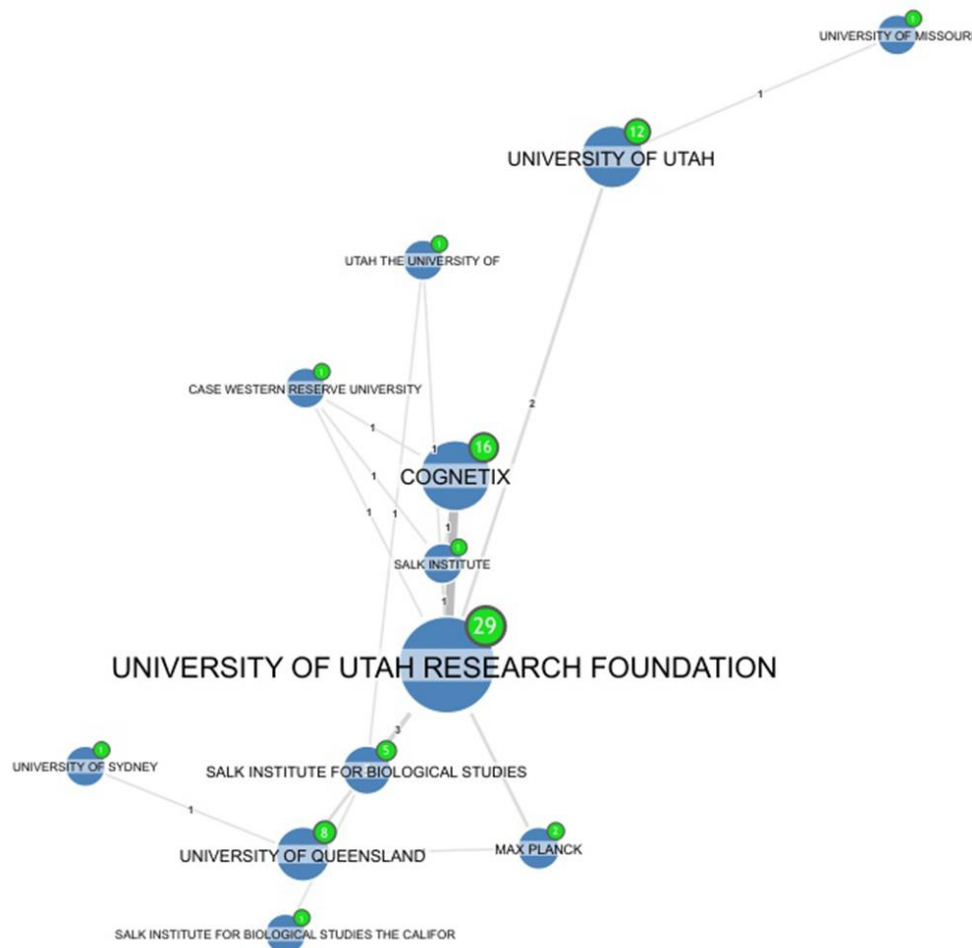 1
UNIVERSITY OF MISSOURI
1
12
UNIVERSITY OF UTAH
1
UTAH THE UNIVERSITY OF
1
CASE WESTERN RESERVE UNIVERSITY
2
1
1
16
COGNETIX
1
1
1
1
1
SALK INSTITUTE
1
1
29
UNIVERSITY OF UTAH RESEARCH FOUNDATION
3
1
UNIVERSITY OF SYDNEY
5
SALK INSTITUTE FOR BIOLOGICAL STUDIES
1
8
UNIVERSITY OF QUEENSLAND
2
MAX PLANCK
1
SALK INSTITUTE FOR BIOLOGICAL STUDIES THE CALIFOR